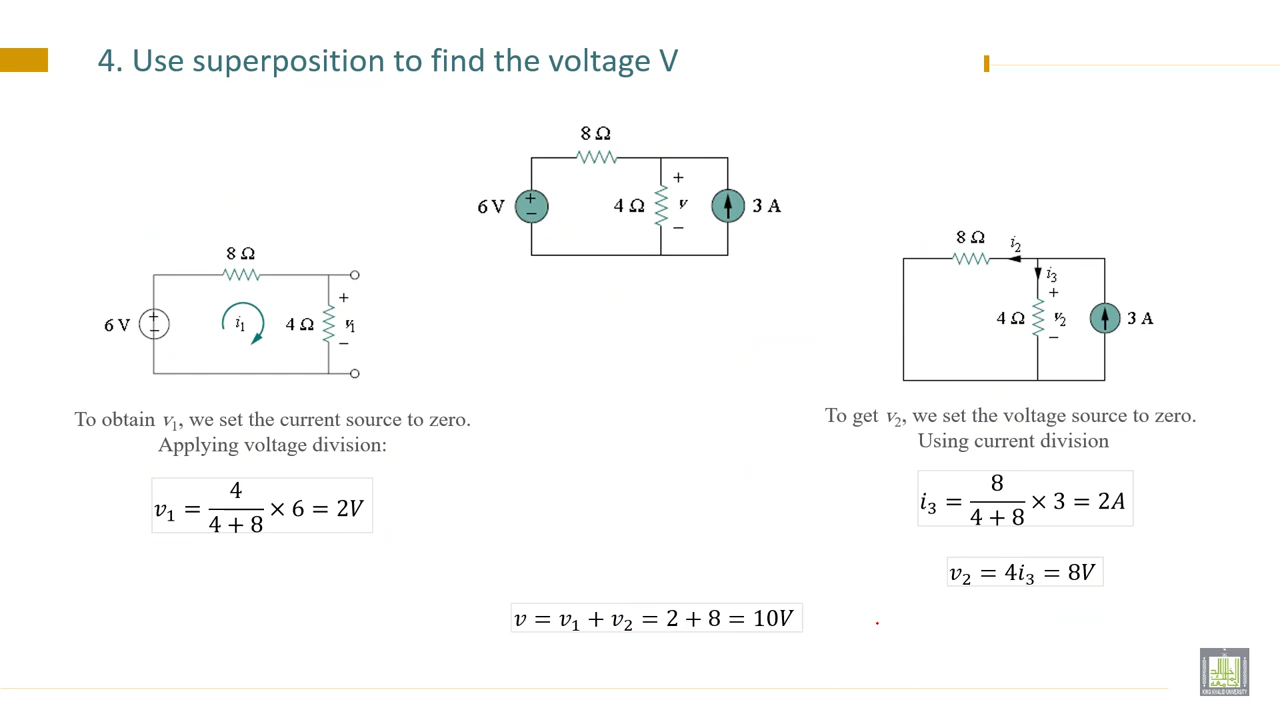 4. Use superposition to find the voltage V
8 Ω
6 V
+
−
4 Ω
+
v
−
3 A
8 Ω
6 V
+
−
i₁
4 Ω
+
v₁
−
8 Ω
i₂
i₃
4 Ω
+
v₂
−
3 A
To obtain v₁, we set the current source to zero.
Applying voltage division:
v₁ = 4/(4 + 8) × 6 = 2V
To get v₂, we set the voltage source to zero.
Using current division
i₃ = 8/(4 + 8) × 3 = 2A
v₂ = 4i₃ = 8V
v = v₁ + v₂ = 2 + 8 = 10V
KING KHALID UNIVERSITY